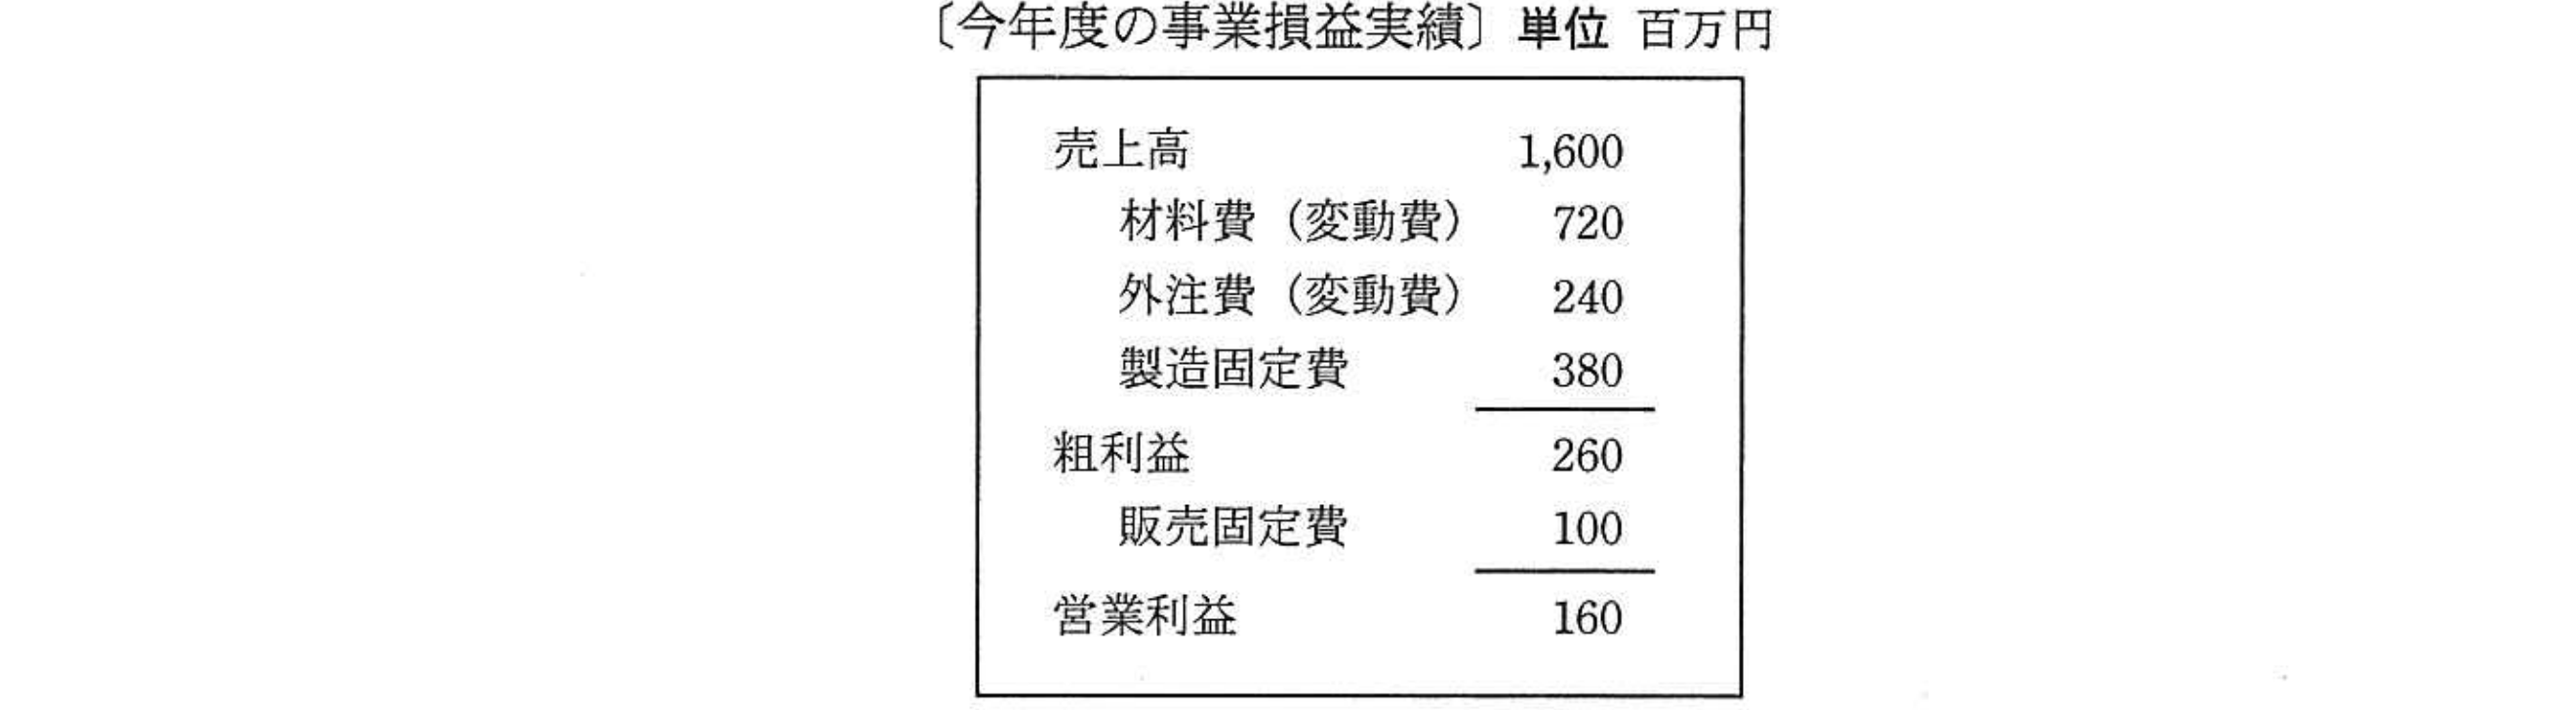 〔今年度の事業損益実績〕単位 百万円
売上高 1,600
材料費（変動費） 720
外注費（変動費） 240
製造固定費 380
粗利益 260
販売固定費 100
営業利益 160